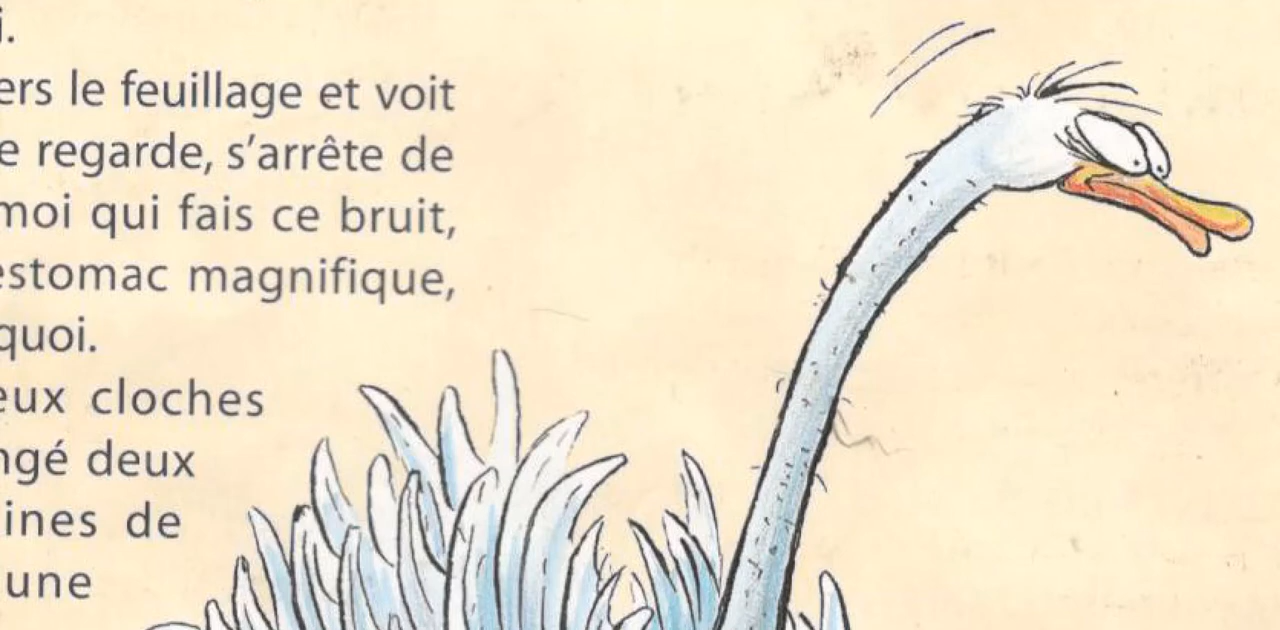 i.
ers le feuillage et voit
e regarde, s'arrête de
moi qui fais ce bruit,
estomac magnifique,
quoi.
eux cloches
ngé deux
ines de
une